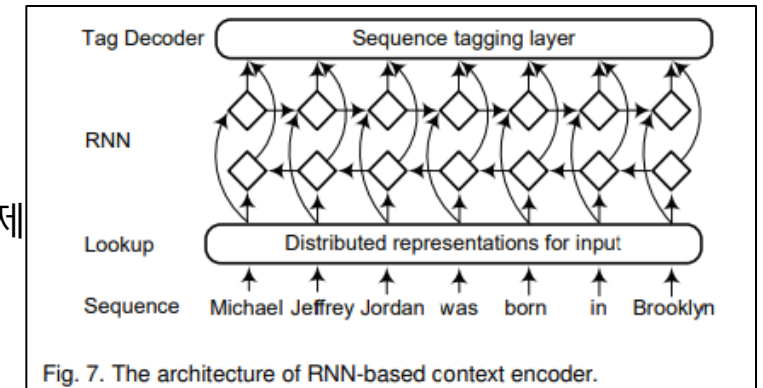 Tag Decoder Sequence tagging layer
RNN
제
Lookup Distributed representations for input
Sequence Michael Jeffrey Jordan was born in Brooklyn
Fig. 7. The architecture of RNN-based context encoder.